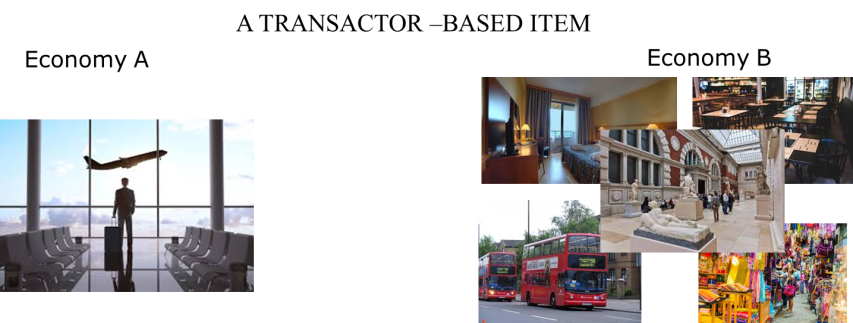 A TRANSACTOR –BASED ITEM
Economy A
Economy B